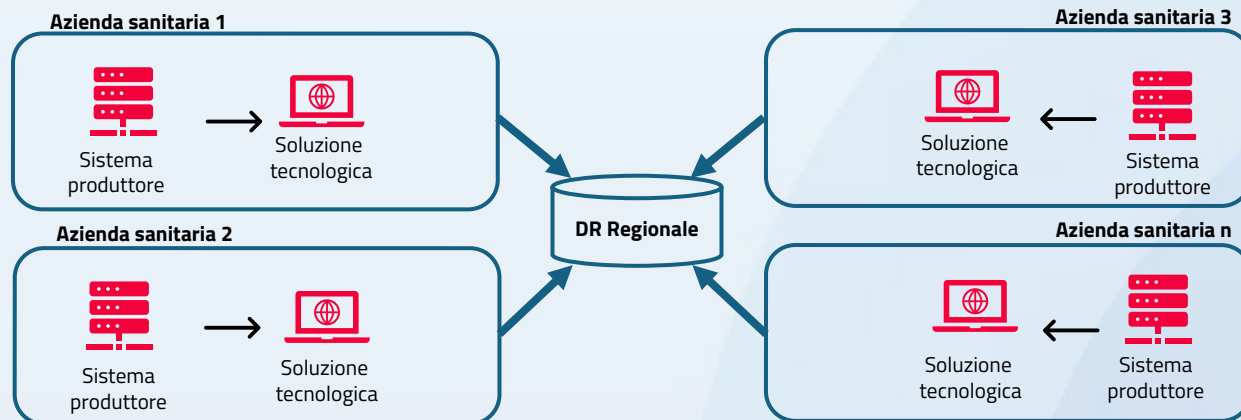 Azienda sanitaria 1
Sistema
produttore
Soluzione
tecnologica
Azienda sanitaria 3
Soluzione
tecnologica
Sistema
produttore
DR Regionale
Azienda sanitaria 2
Sistema
produttore
Soluzione
tecnologica
Azienda sanitaria n
Soluzione
tecnologica
Sistema
produttore